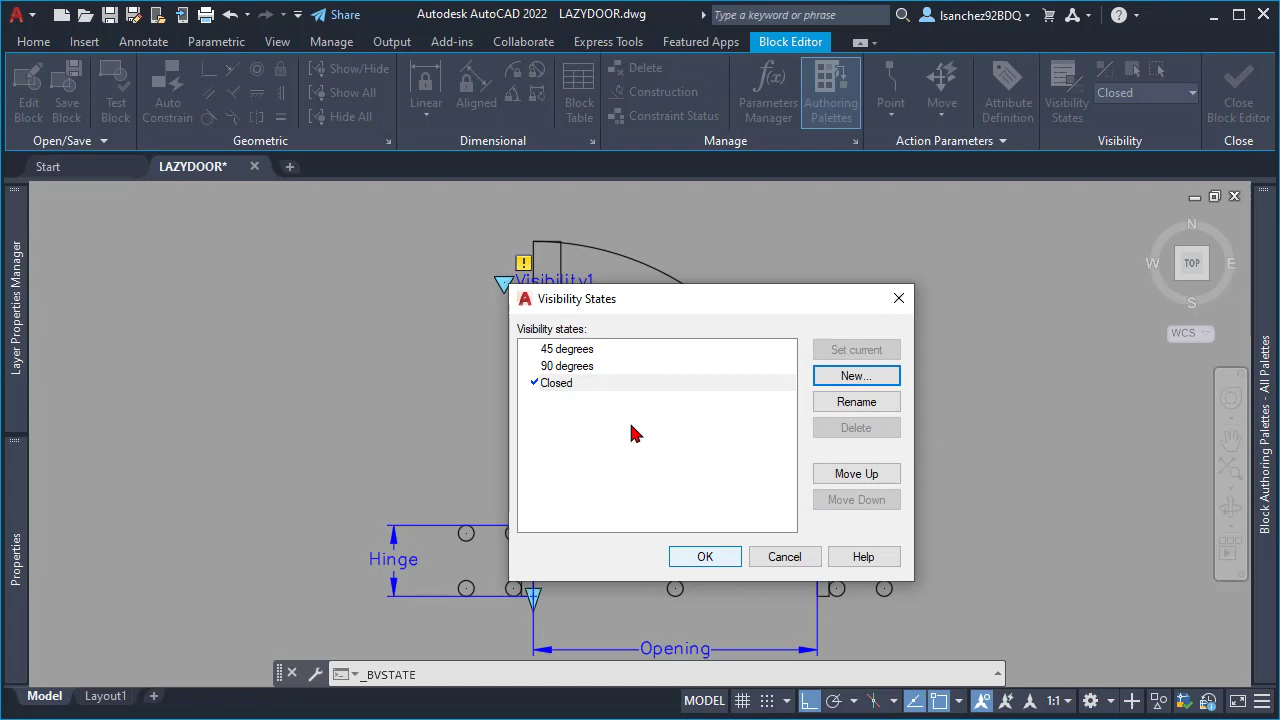 A Share Autodesk AutoCAD 2022 LAZYDOOR.dwg Type a keyword or phrase lsanchez92BDQ
Home Insert Annotate Parametric View Manage Output Add-ins Collaborate Express Tools Featured Apps Block Editor
Edit Block
Save Block
Test Block
Auto Constrain
Show/Hide
Show All
Hide All
Linear
Aligned
Block Table
Delete
Construction
Constraint Status
Parameters Manager
Authoring Palettes
Point
Move
Attribute Definition
Visibility States
Closed
Close Block Editor
Open/Save Geometric Dimensional Manage Action Parameters Visibility Close
Start LAZYDOOR*
Layer Properties Manager
Properties
Block Authoring Palettes - All Palettes
N
W TOP E
S
WCS
!
Visibility1
Visibility States
Visibility states:
45 degrees
90 degrees
Closed
Set current
New...
Rename
Delete
Move Up
Move Down
OK Cancel Help
Hinge
Opening
_BVSTATE
Model Layout1 MODEL 1:1